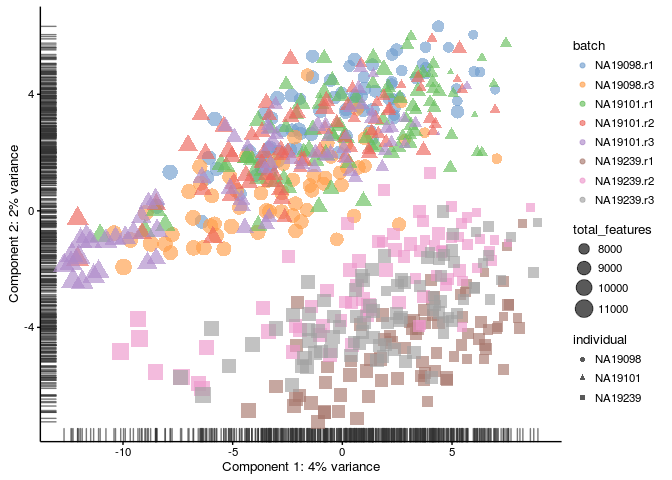 4
0
-4
-10
-5
0
5
Component 1: 4% variance
Component 2: 2% variance
batch
NA19098.r1
NA19098.r3
NA19101.r1
NA19101.r2
NA19101.r3
NA19239.r1
NA19239.r2
NA19239.r3
total_features
8000
9000
10000
11000
individual
NA19098
NA19101
NA19239